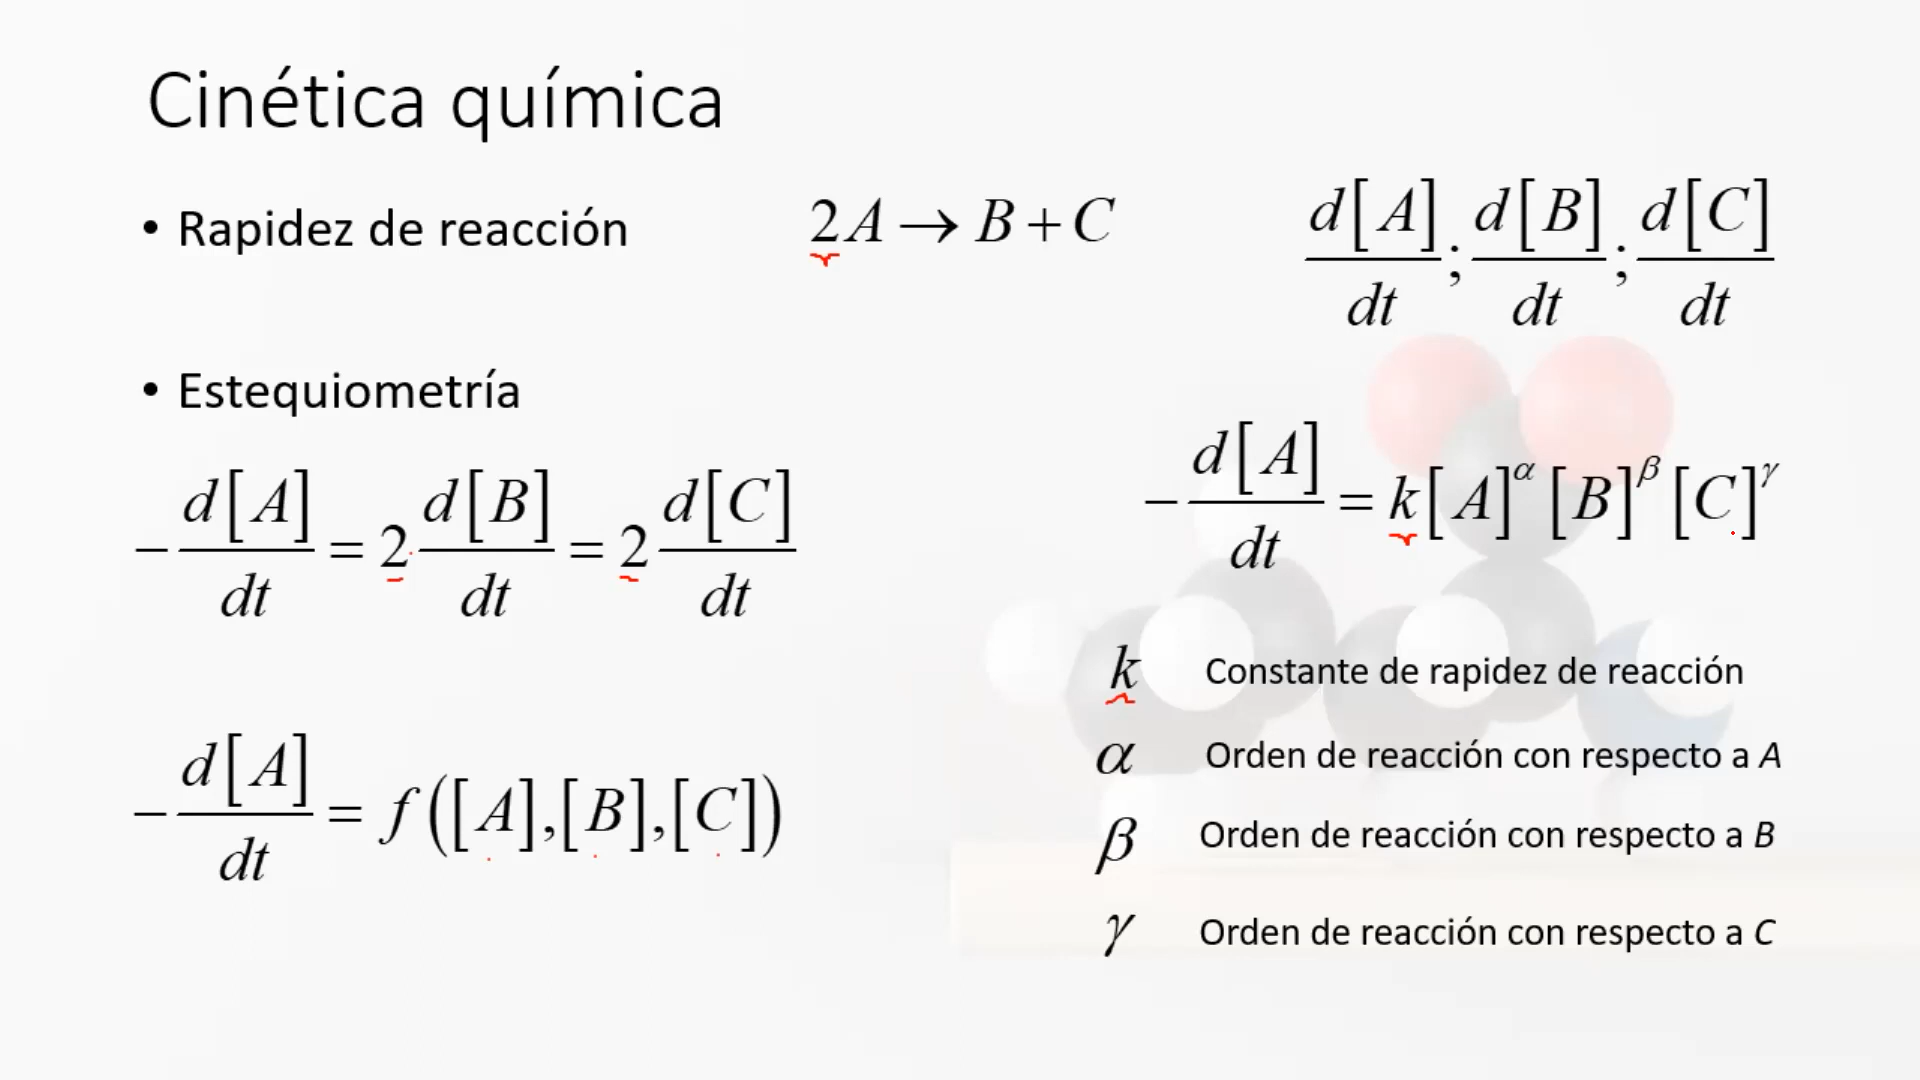 Cinética química
• Rapidez de reacción
2A → B + C
d[A]/dt ; d[B]/dt ; d[C]/dt
• Estequiometría
−d[A]/dt = 2 d[B]/dt = 2 d[C]/dt
−d[A]/dt = f([A],[B],[C])
−d[A]/dt = k[A]^α [B]^β [C]^γ
k Constante de rapidez de reacción
α Orden de reacción con respecto a A
β Orden de reacción con respecto a B
γ Orden de reacción con respecto a C